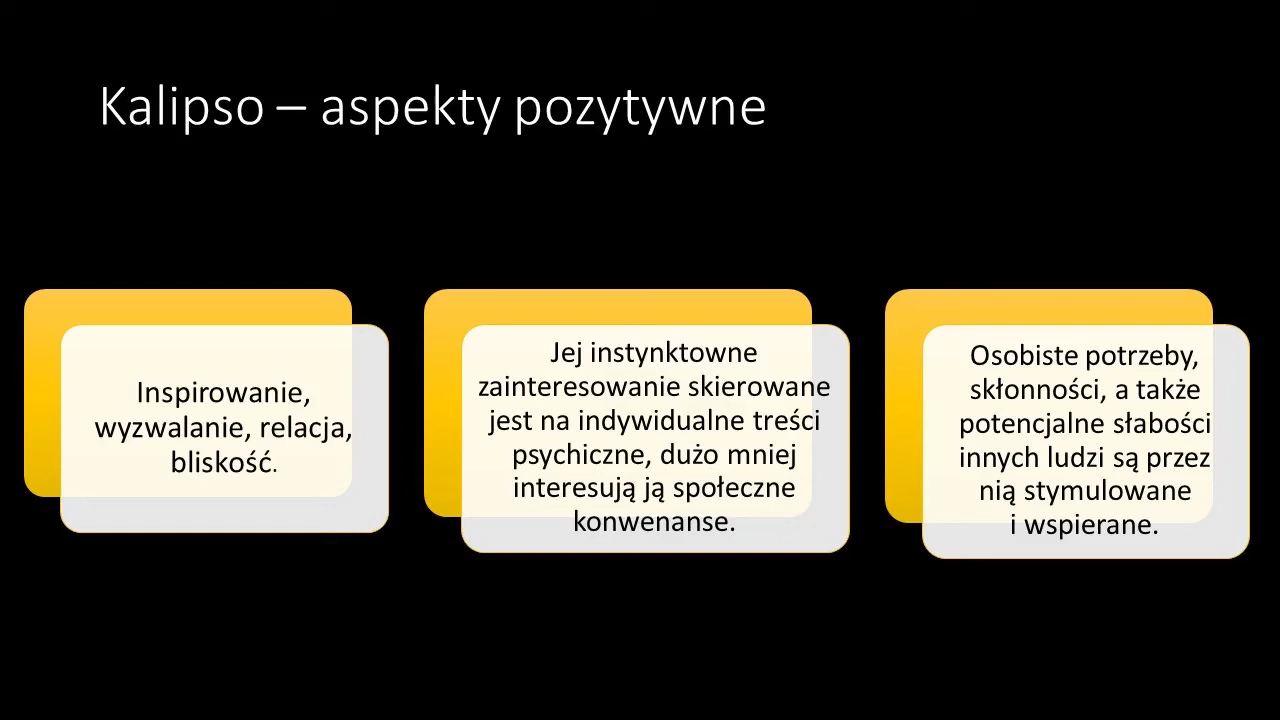 Kalipso – aspekty pozytywne
Inspirowanie,
wyzwalanie, relacja,
bliskość.
Jej instynktowne
zainteresowanie skierowane
jest na indywidualne treści
psychiczne, dużo mniej
interesują ją społeczne
konwenanse.
Osobiste potrzeby,
skłonności, a także
potencjalne słabości
innych ludzi są przez
nią stymulowane
i wspierane.